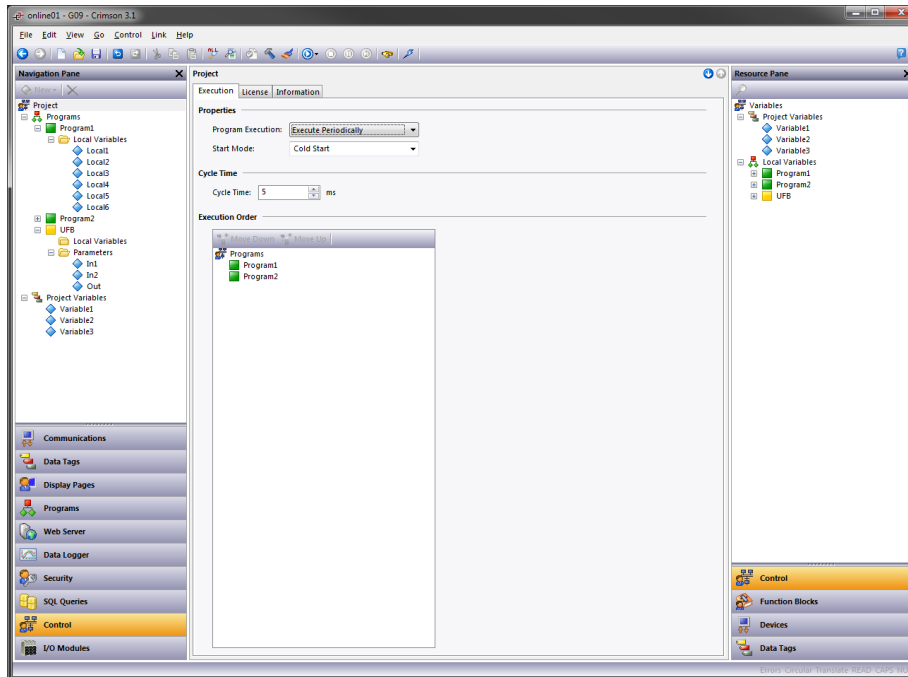 online01 - G09 - Crimson 3.1
File Edit View Go Control Link Help
Navigation Pane
New
Project
Programs
Program1
Local Variables
Local1
Local2
Local3
Local4
Local5
Local6
Program2
UFB
Local Variables
Parameters
In1
In2
Out
Project Variables
Variable1
Variable2
Variable3
Communications
Data Tags
Display Pages
Programs
Web Server
Data Logger
Security
SQL Queries
Control
I/O Modules
Project
Execution License Information
Properties
Program Execution: Execute Periodically
Start Mode: Cold Start
Cycle Time
Cycle Time: 5 ms
Execution Order
Move Down Move Up
Programs
Program1
Program2
Resource Pane
Variables
Project Variables
Variable1
Variable2
Variable3
Local Variables
Program1
Program2
UFB
Control
Function Blocks
Devices
Data Tags
Errors Circular Translate READ CAPS